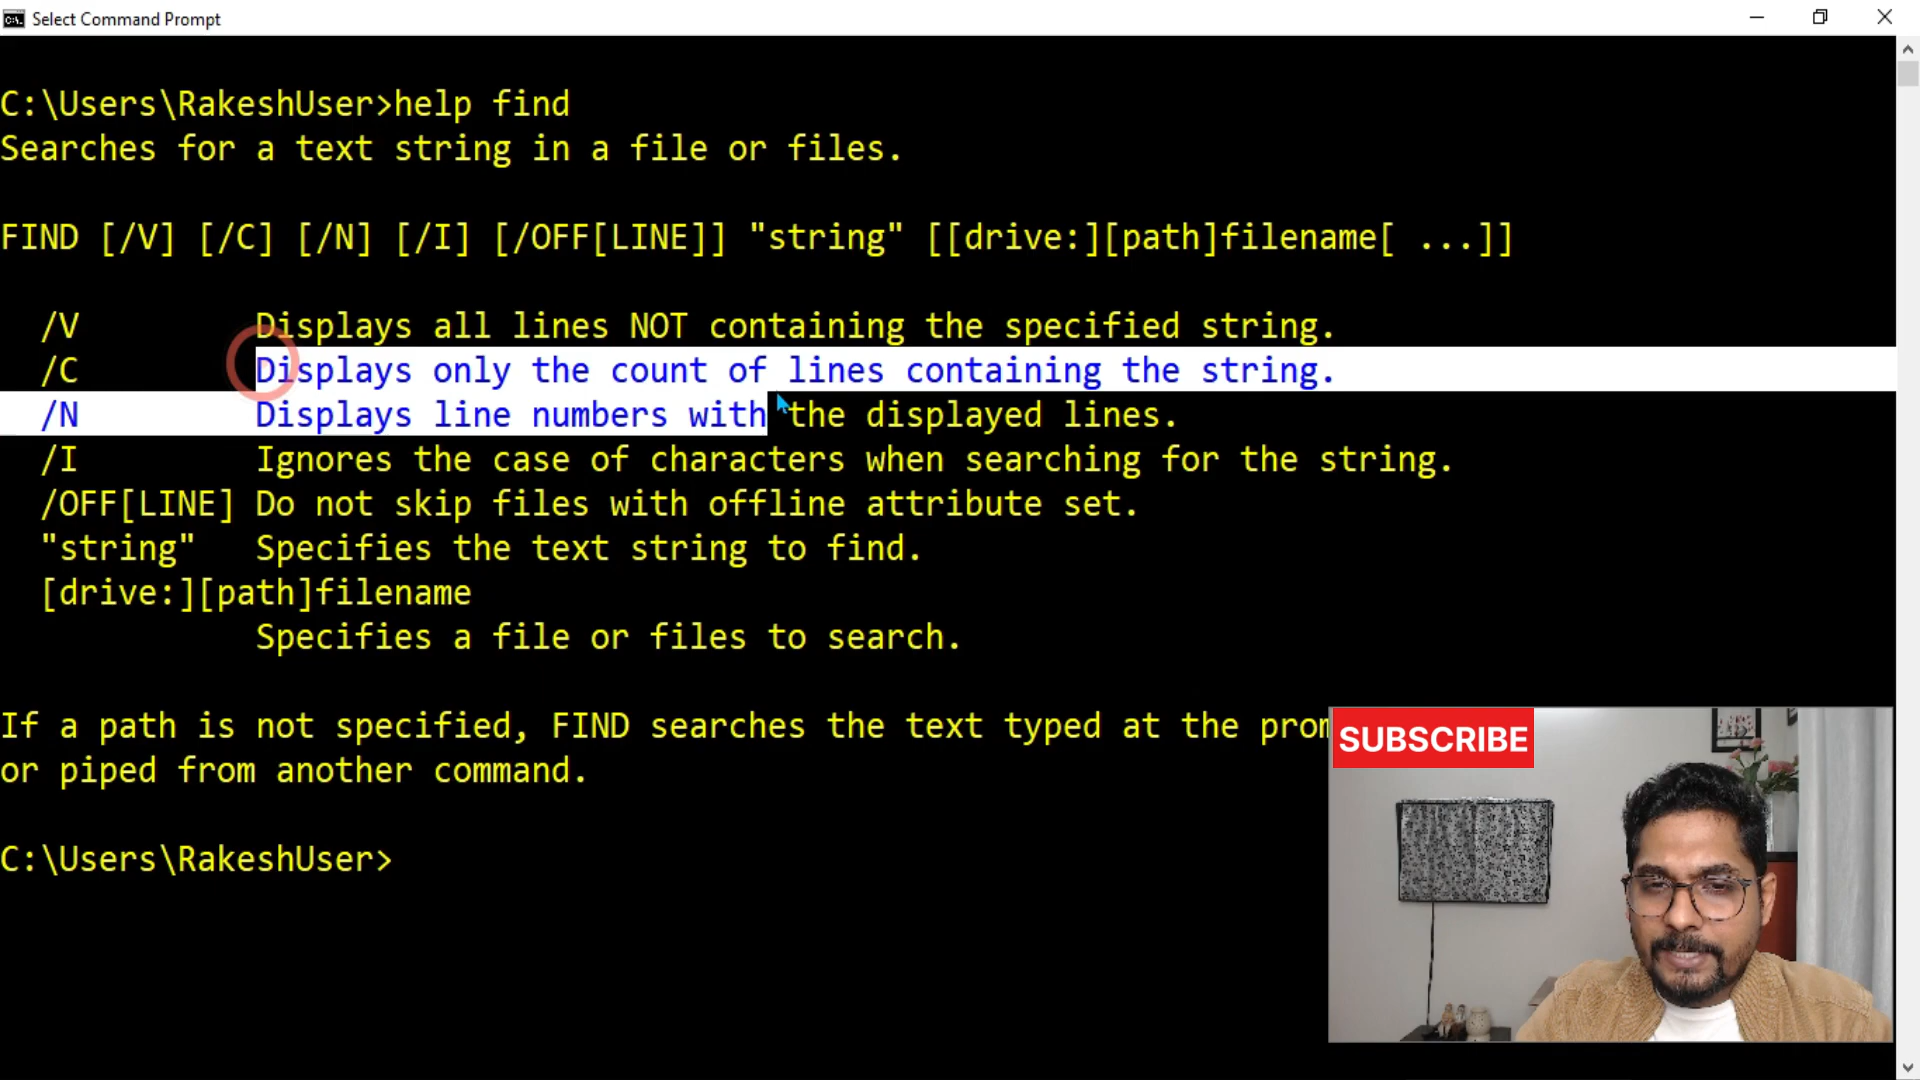 Select Command Prompt
C:\Users\RakeshUser>help find
Searches for a text string in a file or files.
FIND [/V] [/C] [/N] [/I] [/OFF[LINE]] "string" [[drive:][path]filename[ ...]]
/V Displays all lines NOT containing the specified string.
/C Displays only the count of lines containing the string.
/N Displays line numbers with the displayed lines.
/I Ignores the case of characters when searching for the string.
/OFF[LINE] Do not skip files with offline attribute set.
"string" Specifies the text string to find.
[drive:][path]filename
Specifies a file or files to search.
If a path is not specified, FIND searches the text typed at the
or piped from another command.
SUBSCRIBE
C:\Users\RakeshUser>